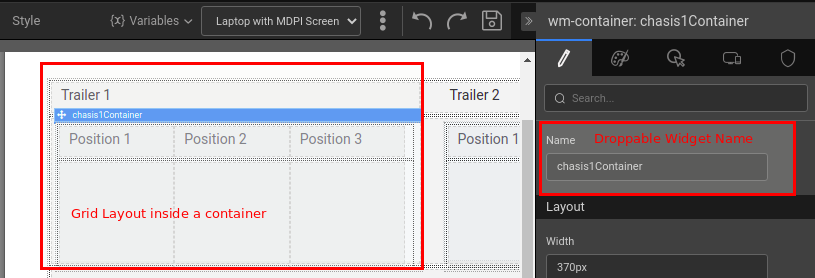 Style
{x} Variables
Laptop with MDPI Screen
wm-container: chasis1Container
Search...
Trailer 1
Trailer 2
chasis1Container
Position 1
Position 2
Position 3
Position 1
Grid Layout inside a container
Name
Droppable Widget Name
chasis1Container
Layout
Width
370px